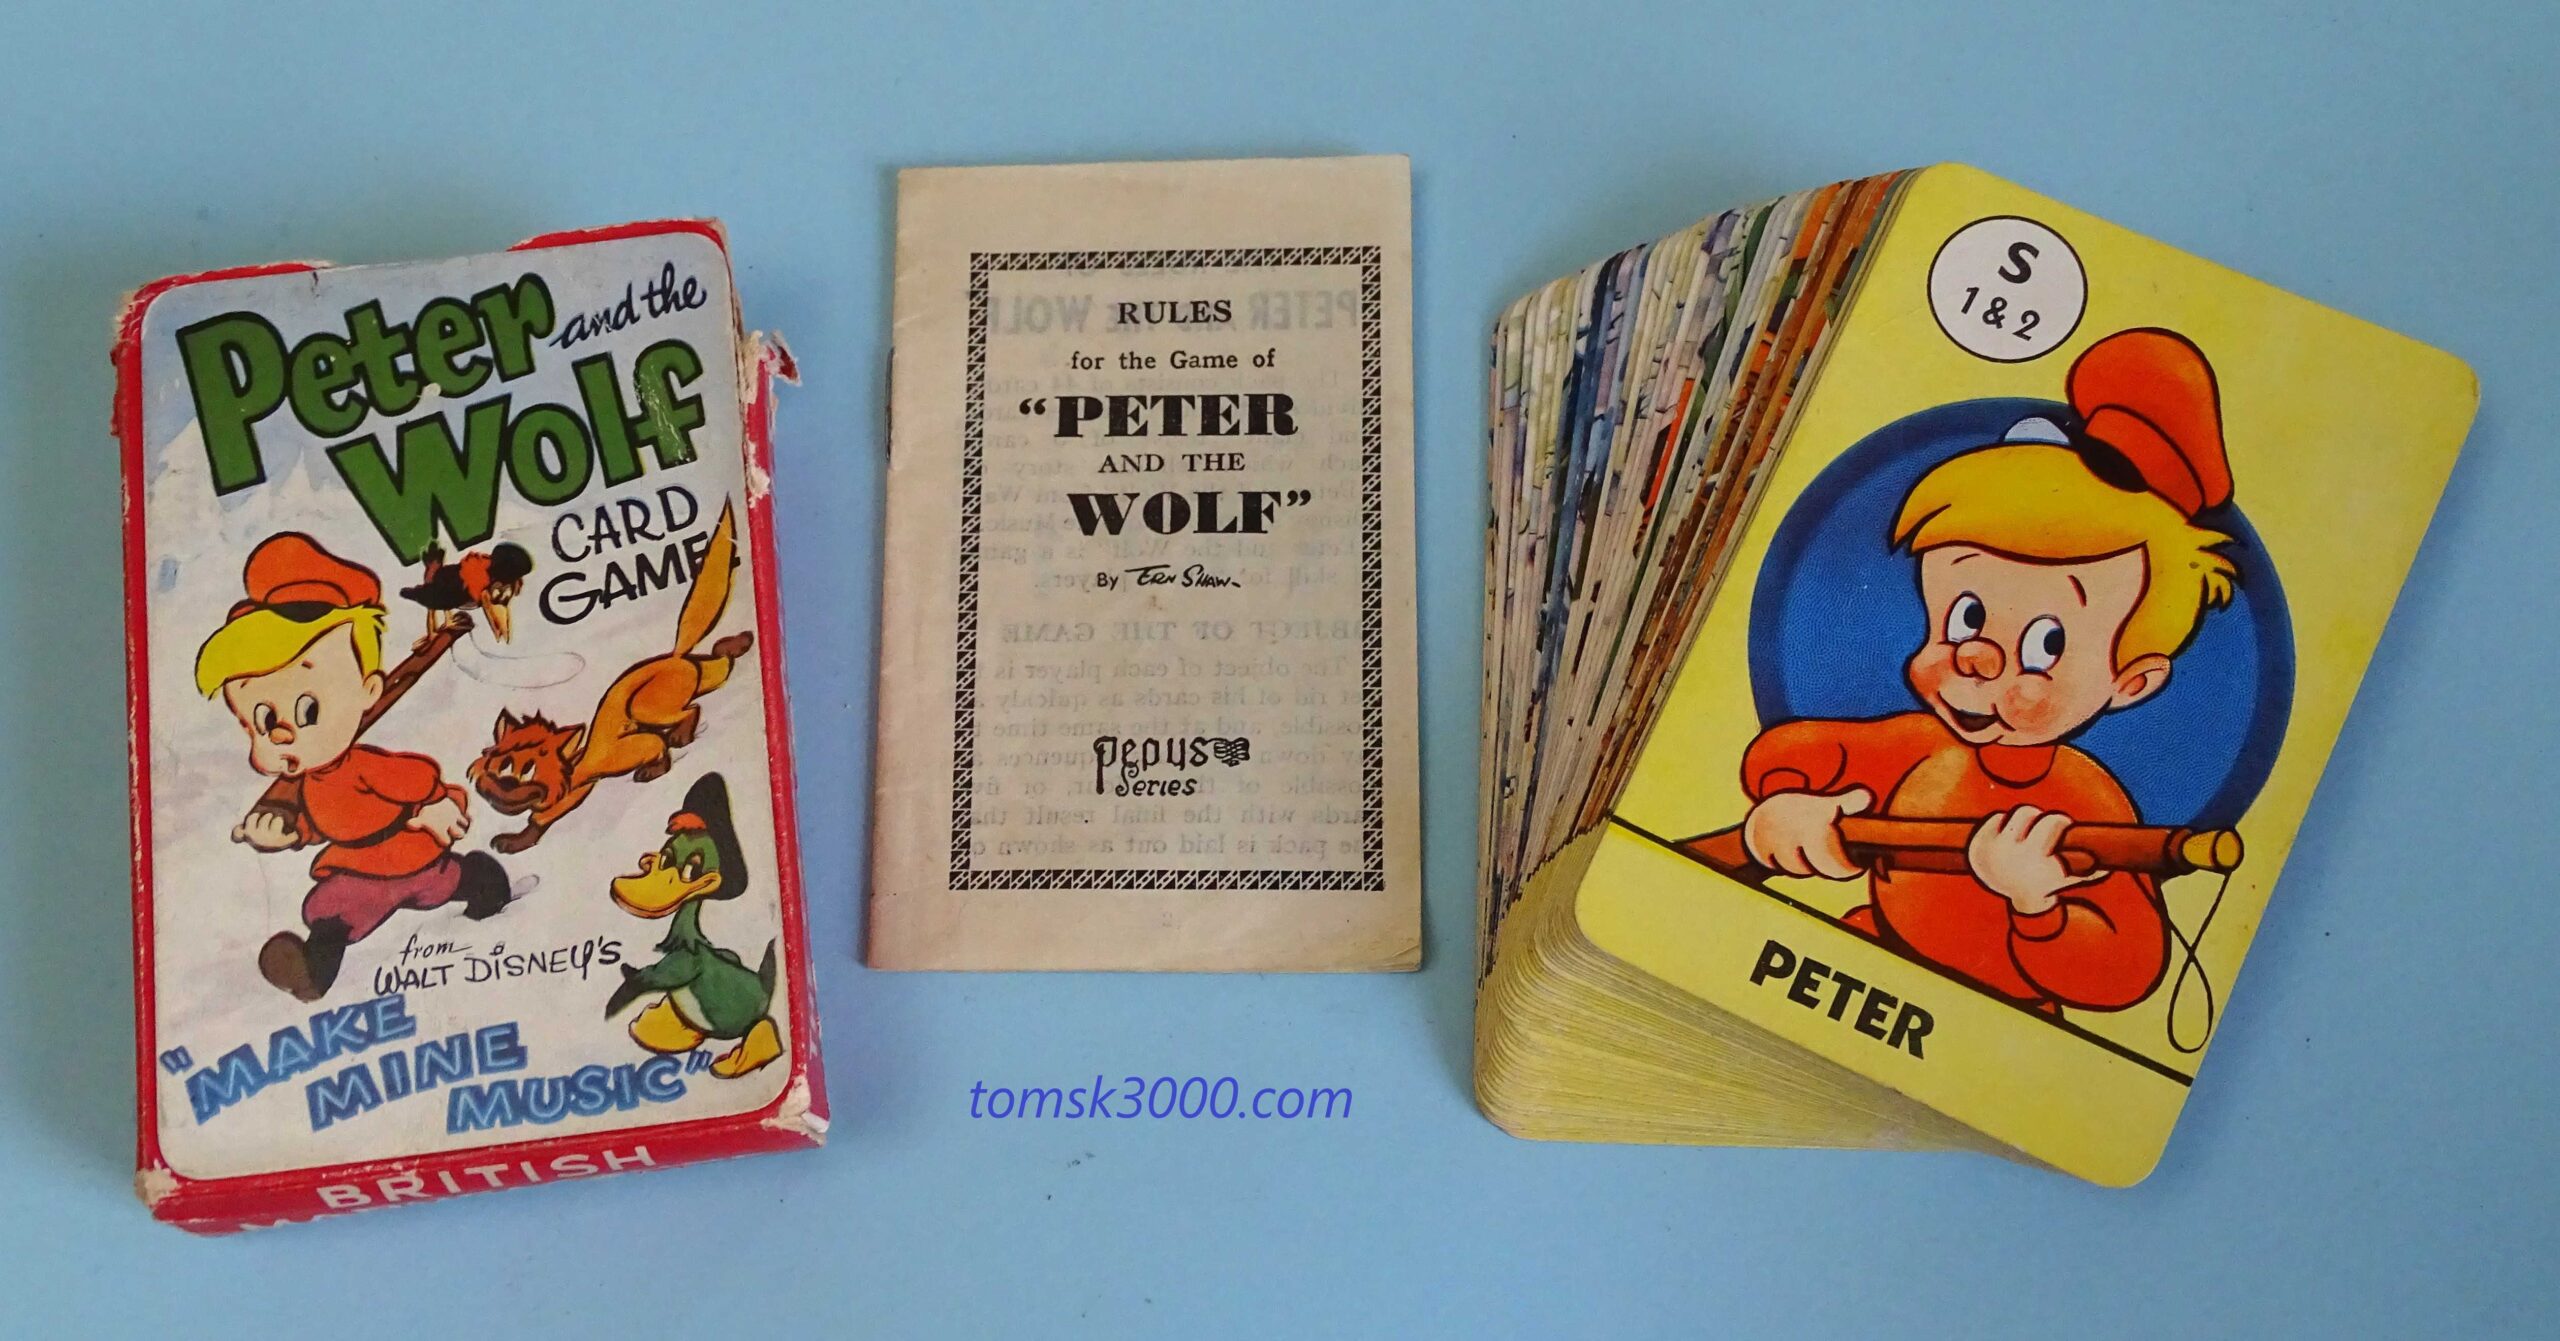 Peter and the
Wolf
CARD
GAME
from
WALT DISNEY'S
"MAKE
MINE
MUSIC"
BRITISH
RULES
for the Game of
“PETER
AND THE
WOLF”
By ERN SHAW
pepys
Series
tomsk3000.com
S
1 & 2
PETER